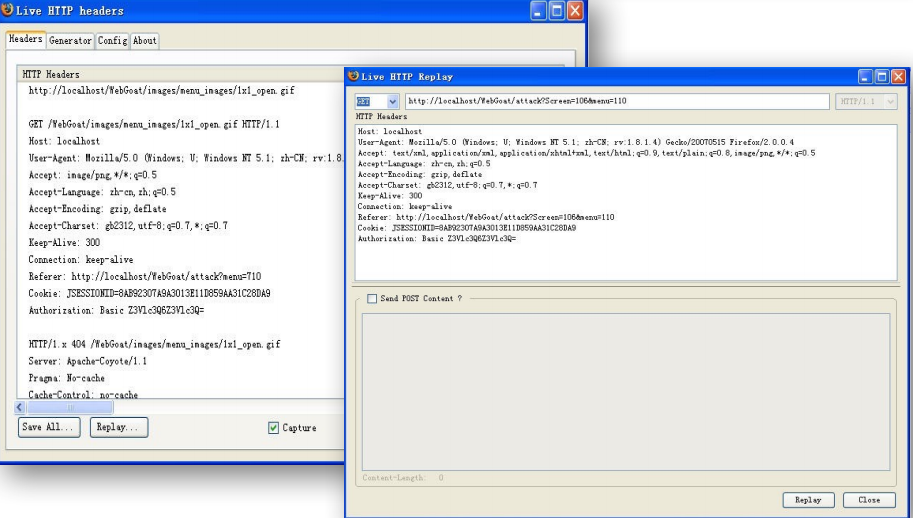 Live HTTP headers
Headers Generator Config About
HTTP Headers
http://localhost/WebGoat/images/menu_images/1x1_open.gif
GET /WebGoat/images/menu_images/1x1_open.gif HTTP/1.1
Host: localhost
User-Agent: Mozilla/5.0 (Windows; U; Windows NT 5.1; zh-CN; rv:1.8.
Accept: image/png,*/*;q=0.5
Accept-Language: zh-cn,zh;q=0.5
Accept-Encoding: gzip,deflate
Accept-Charset: gb2312,utf-8;q=0.7,*;q=0.7
Keep-Alive: 300
Connection: keep-alive
Referer: http://localhost/WebGoat/attack?menu=710
Cookie: JSESSIONID=8AB92307A9A3013E11D859AA31C28DA9
Authorization: Basic Z3Vlc3Q6Z3Vlc3Q=
HTTP/1.x 404 /WebGoat/images/menu_images/1x1_open.gif
Server: Apache-Coyote/1.1
Pragma: No-cache
Cache-Control: no-cache
Save All... Replay... Capture
Live HTTP Replay
GET http://localhost/WebGoat/attack?Screen=106&menu=110 HTTP/1.1
HTTP Headers
Host: localhost
User-Agent: Mozilla/5.0 (Windows; U; Windows NT 5.1; zh-CN; rv:1.8.1.4) Gecko/20070515 Firefox/2.0.0.4
Accept: text/xml,application/xml,application/xhtml+xml,text/html;q=0.9,text/plain;q=0.8,image/png,*/*;q=0.5
Accept-Language: zh-cn,zh;q=0.5
Accept-Encoding: gzip,deflate
Accept-Charset: gb2312,utf-8;q=0.7,*;q=0.7
Keep-Alive: 300
Connection: keep-alive
Referer: http://localhost/WebGoat/attack?Screen=106&menu=110
Cookie: JSESSIONID=8AB92307A9A3013E11D859AA31C28DA9
Authorization: Basic Z3Vlc3Q6Z3Vlc3Q=
Send POST Content ?
Content-Length: 0
Replay Close